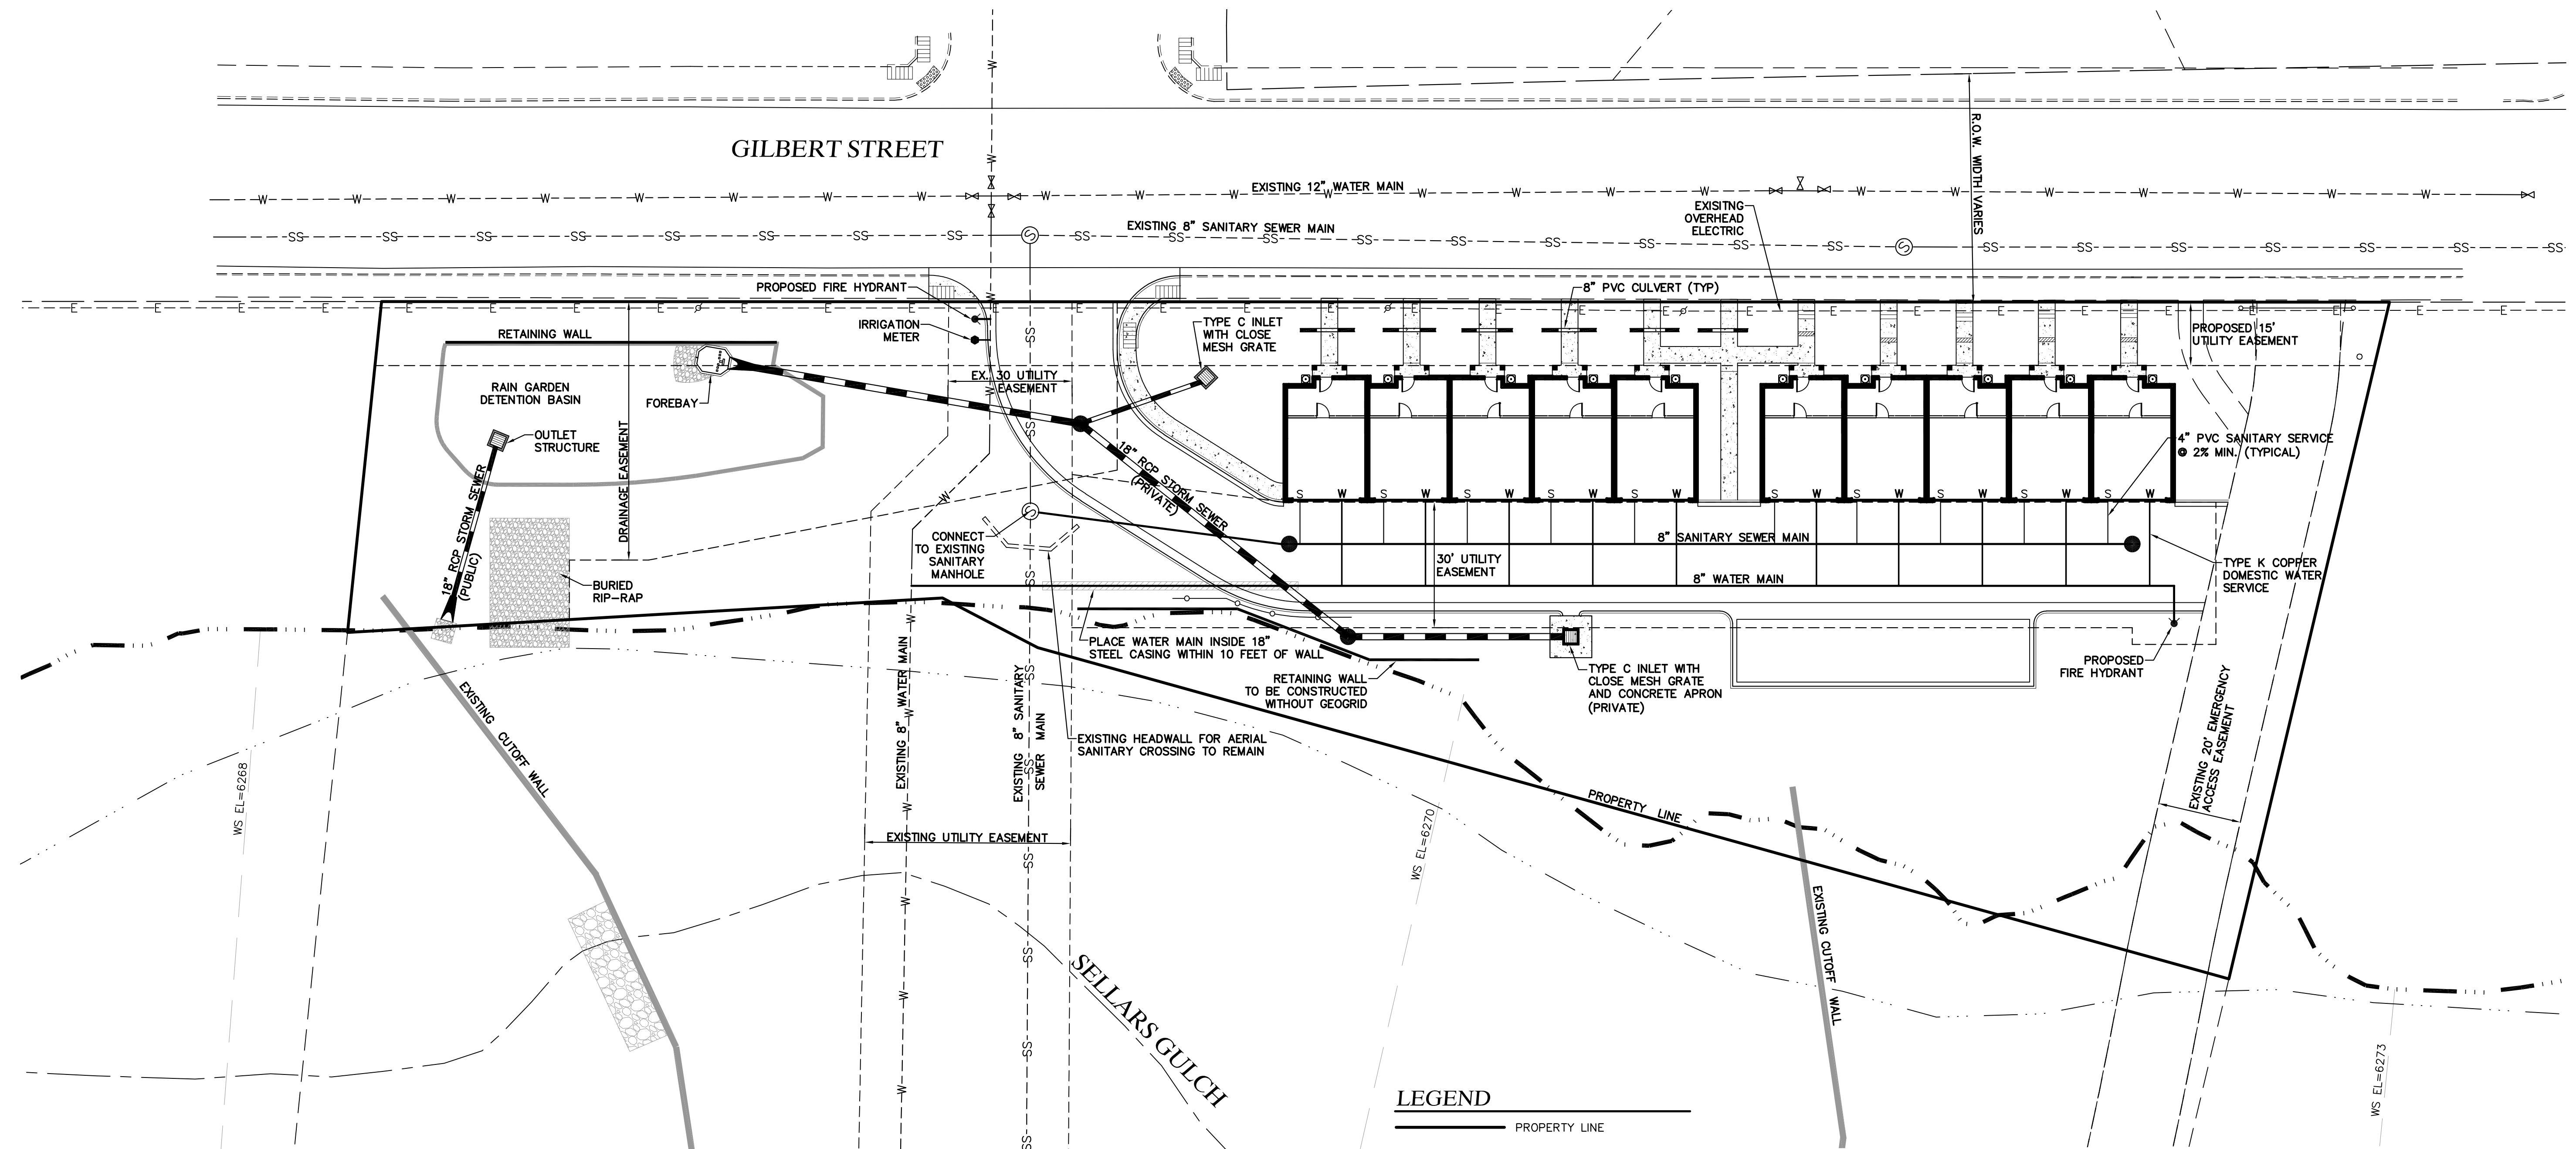 GILBERT STREET
R.O.W. WIDTH VARIES
EXISTING 12" WATER MAIN
EXISTING 8" SANITARY SEWER MAIN
EXISITNG
OVERHEAD
ELECTRIC
PROPOSED FIRE HYDRANT
IRRIGATION
METER
8" PVC CULVERT (TYP)
TYPE C INLET
WITH CLOSE
MESH GRATE
PROPOSED 15'
UTILITY EASEMENT
RETAINING WALL
RAIN GARDEN
DETENTION BASIN
FOREBAY
EX. 30 UTILITY
EASEMENT
OUTLET
STRUCTURE
DRAINAGE EASEMENT
18" RCP STORM SEWER
(PUBLIC)
18" RCP STORM SEWER
(PRIVATE)
4" PVC SANITARY SERVICE
@ 2% MIN. (TYPICAL)
S W S W S W S W S W S W S W S W S W S W
CONNECT
TO EXISTING
SANITARY
MANHOLE
8" SANITARY SEWER MAIN
30' UTILITY
EASEMENT
8" WATER MAIN
TYPE K COPPER
DOMESTIC WATER
SERVICE
BURIED
RIP-RAP
PLACE WATER MAIN INSIDE 18"
STEEL CASING WITHIN 10 FEET OF WALL
RETAINING WALL
TO BE CONSTRUCTED
WITHOUT GEOGRID
TYPE C INLET WITH
CLOSE MESH GRATE
AND CONCRETE APRON
(PRIVATE)
PROPOSED
FIRE HYDRANT
EXISTING HEADWALL FOR AERIAL
SANITARY CROSSING TO REMAIN
EXISTING 8" WATER MAIN
EXISTING 8" SANITARY
SEWER MAIN
EXISTING CUTOFF WALL
WS EL=6268
EXISTING UTILITY EASEMENT
WS EL=6270
PROPERTY LINE
EXISTING CUTOFF WALL
EXISTING 20' EMERGENCY
ACCESS EASEMENT
SELLARS GULCH
WS EL=6273
LEGEND
PROPERTY LINE